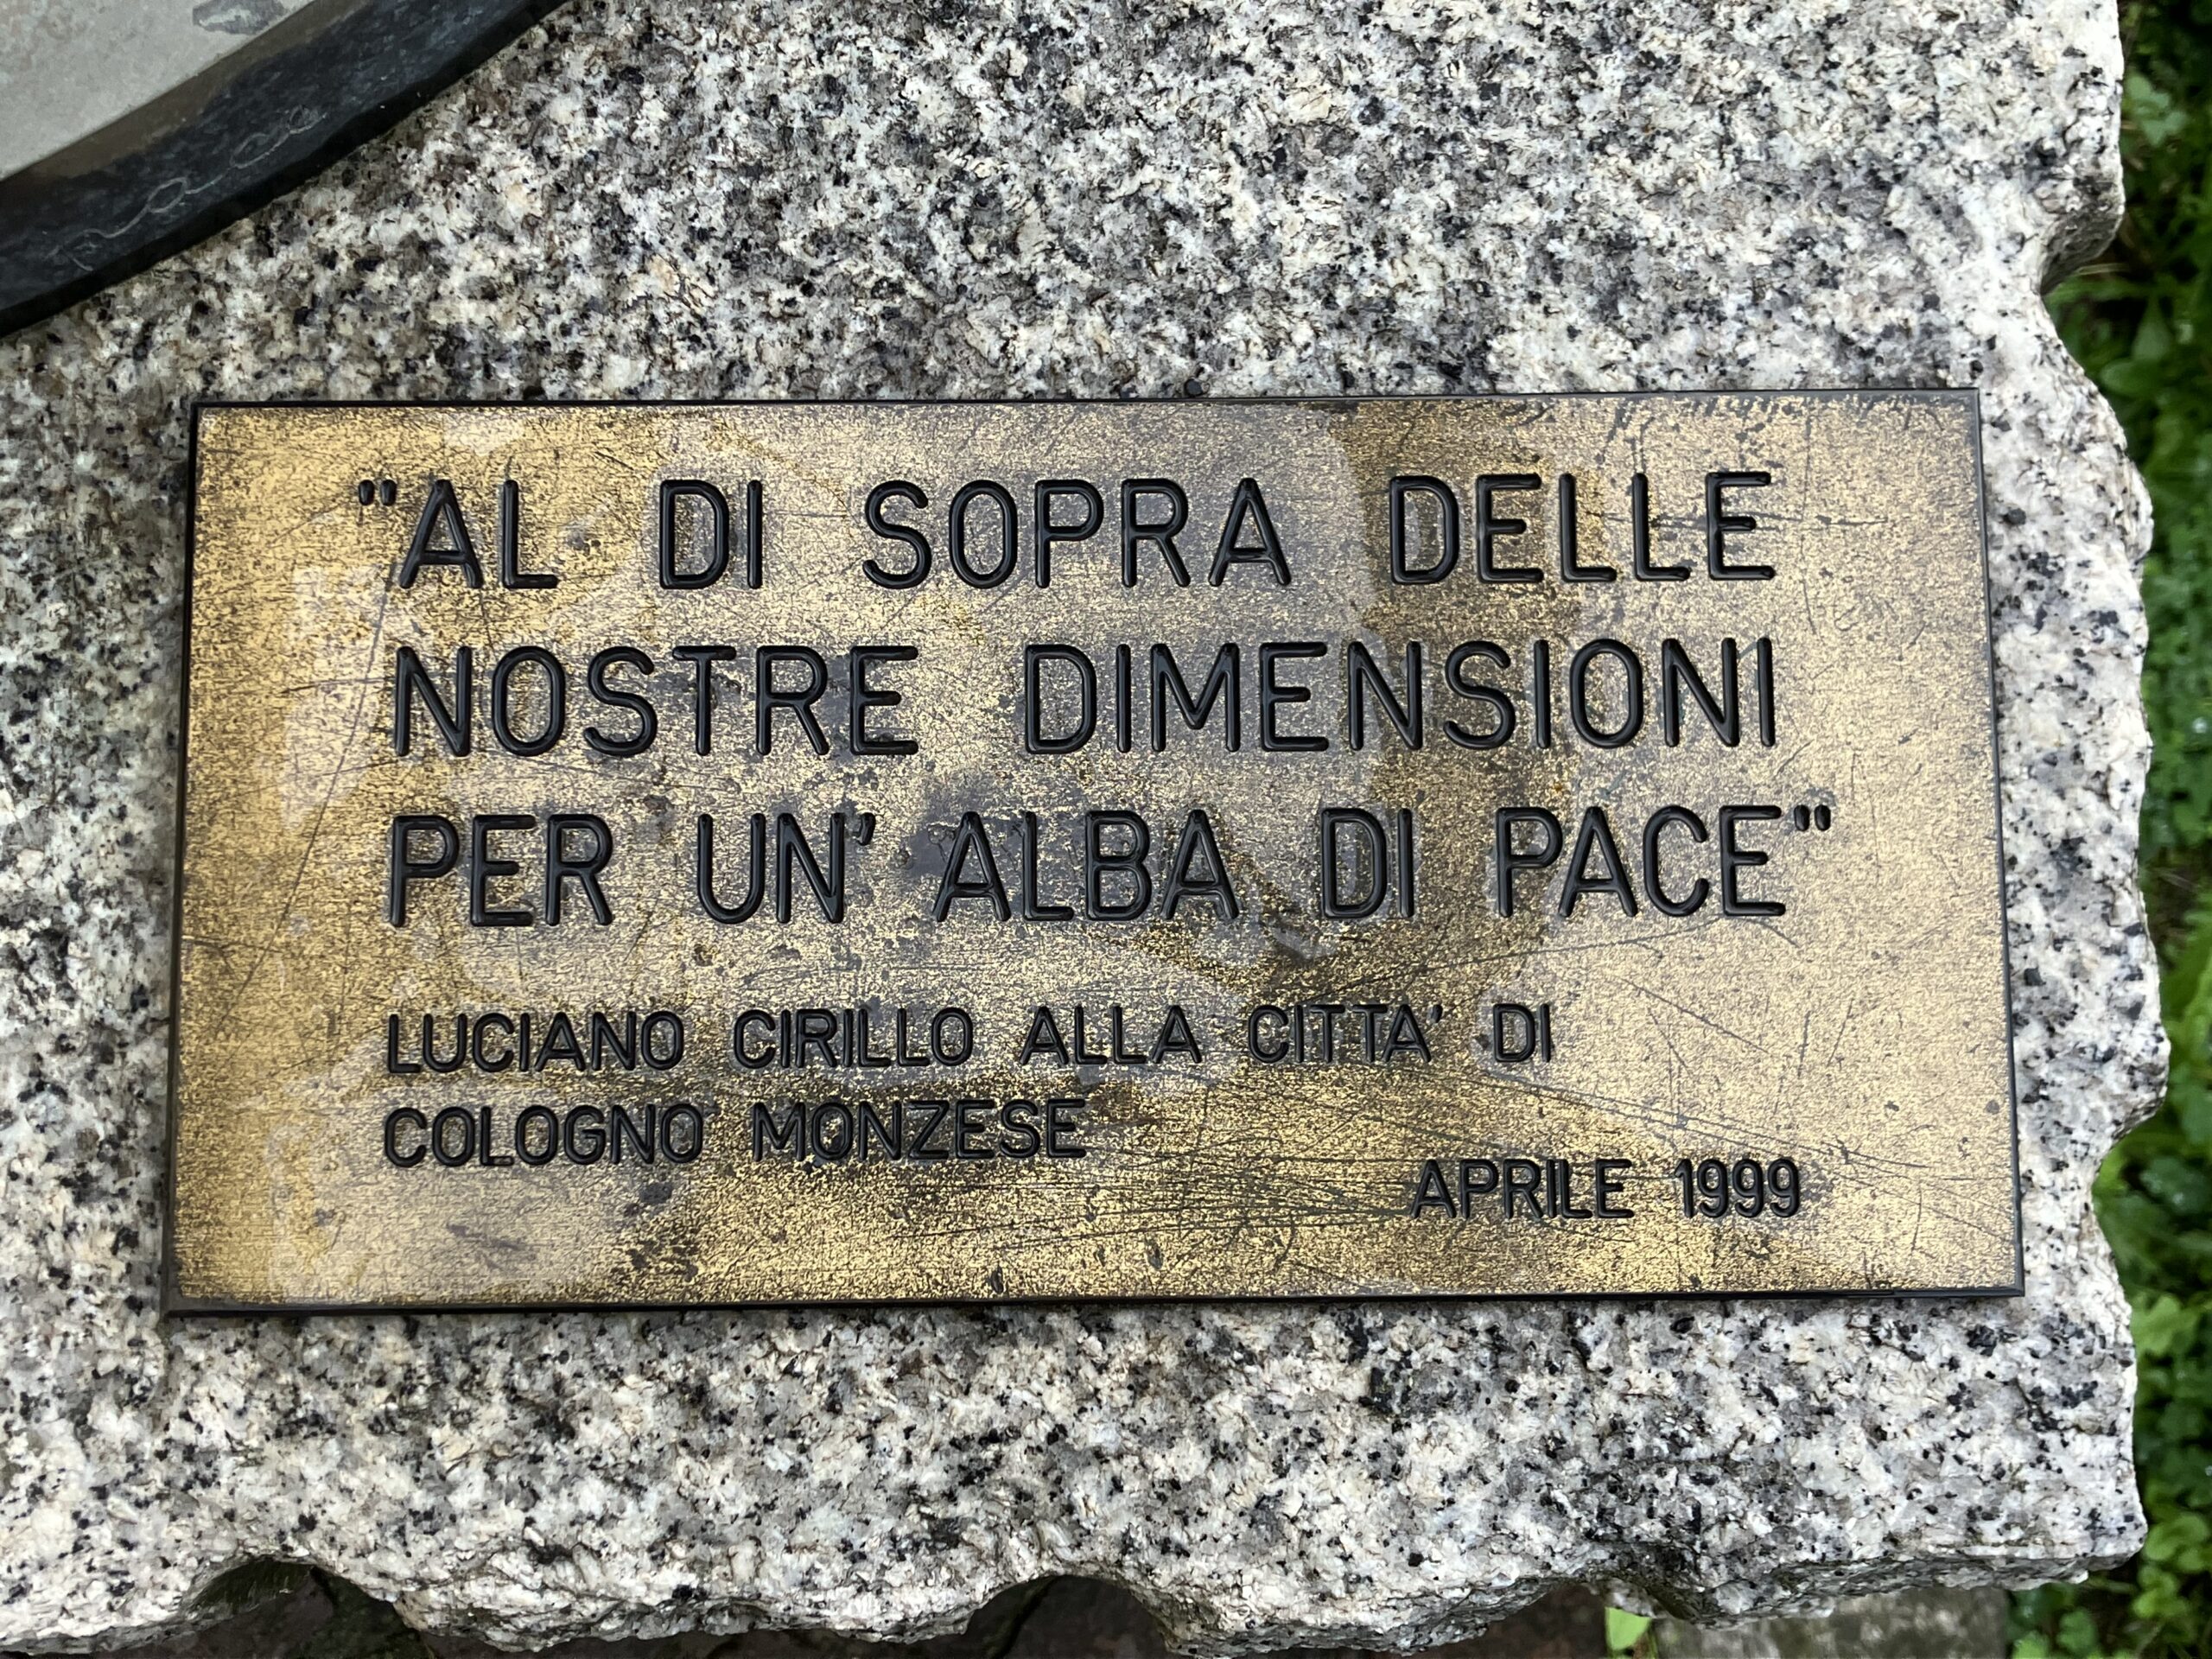 "AL DI SOPRA DELLE
NOSTRE DIMENSIONI
PER UN' ALBA DI PACE"
LUCIANO CIRILLO ALLA CITTA' DI
COLOGNO MONZESE
APRILE 1999